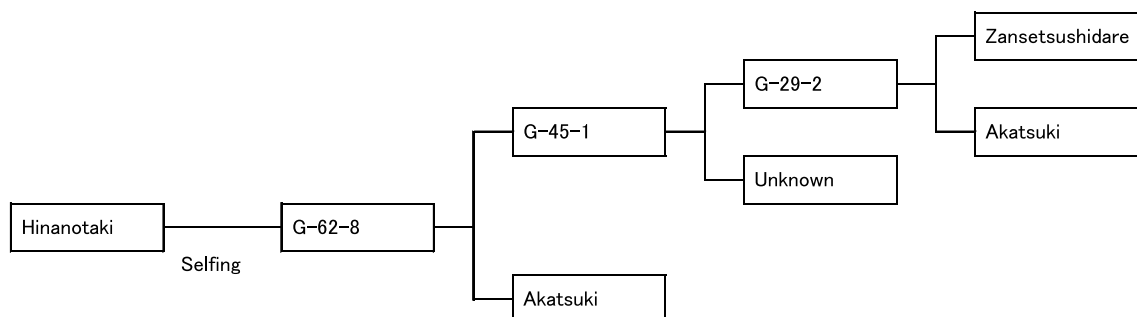 Zansetsushidare
G-29-2
G-45-1
Akatsuki
Unknown
Hinanotaki
G-62-8
Selfing
Akatsuki